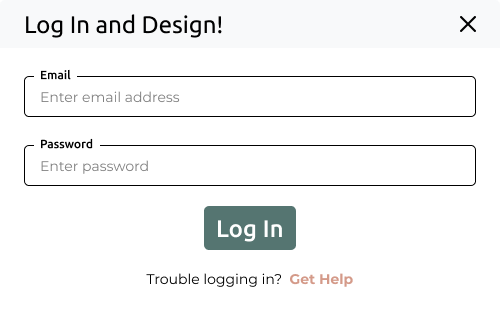 Log In and Design!
Email
Enter email address
Password
Enter password
Log In
Trouble logging in? Get Help